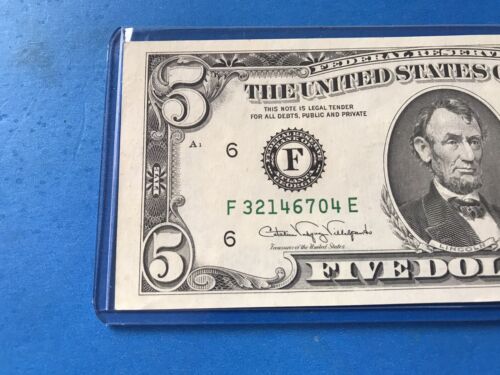 5
FEDERAL RESERVE
THE UNITED STATES
THIS NOTE IS LEGAL TENDER
FOR ALL DEBTS, PUBLIC AND PRIVATE
A1
6
F
F 32146704 E
6
Treasurer of the United States.
LINCOLN
5
FIVE DOL